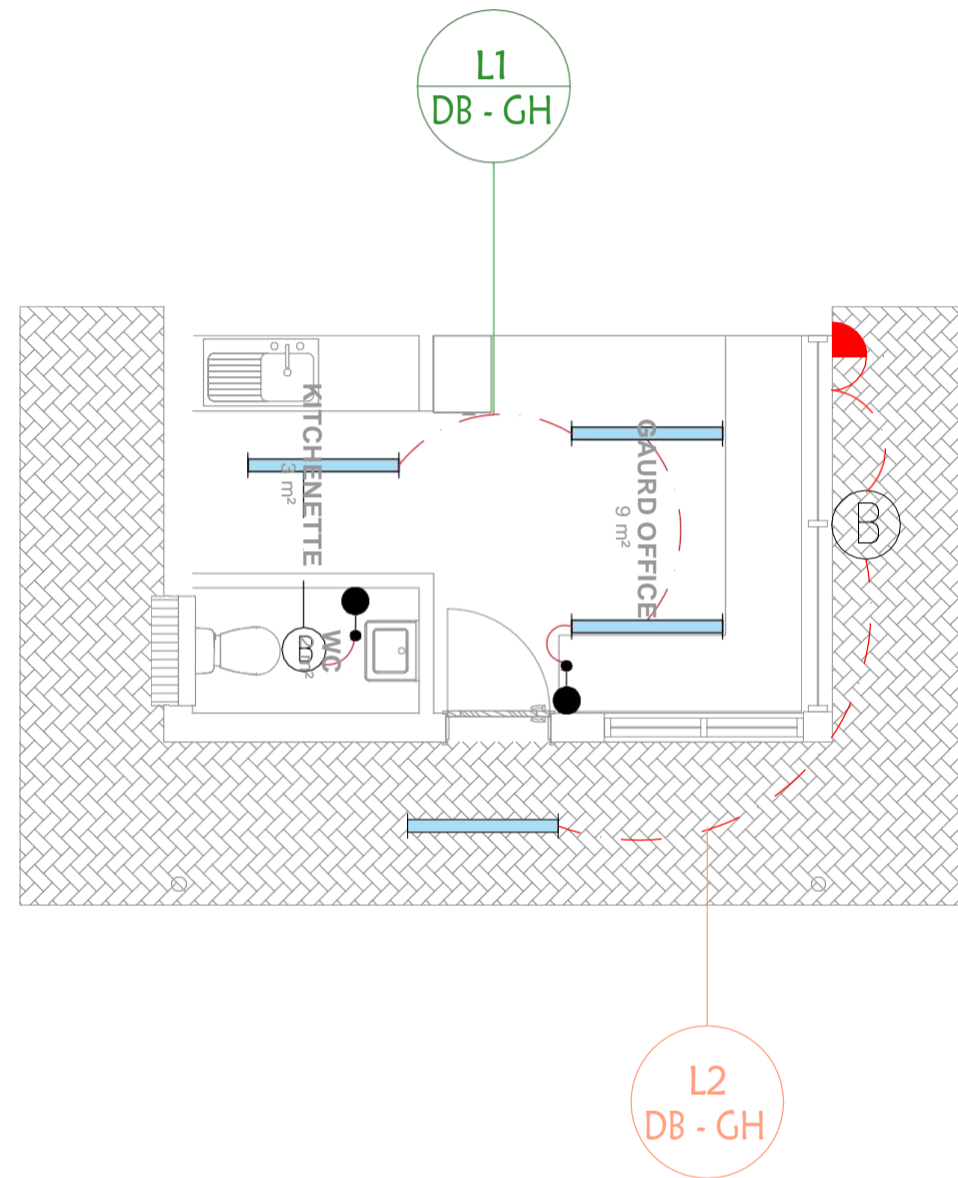 L1
DB - GH
KITCHENETTE
3 m²
GAURD OFFICE
9 m²
B
WC
B
L2
DB - GH